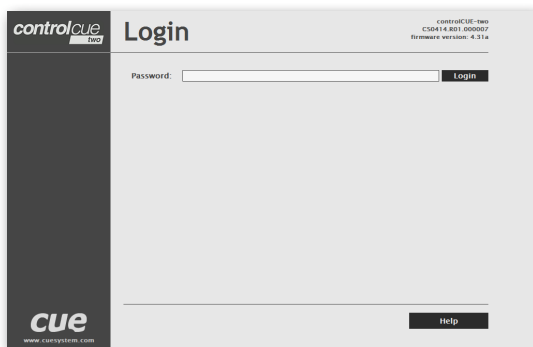 controlcue
two
Login
controlCUE-two
CS0414.R01.000007
firmware version: 4.31a
Password:
Login
Help
cue
www.cuesystem.com